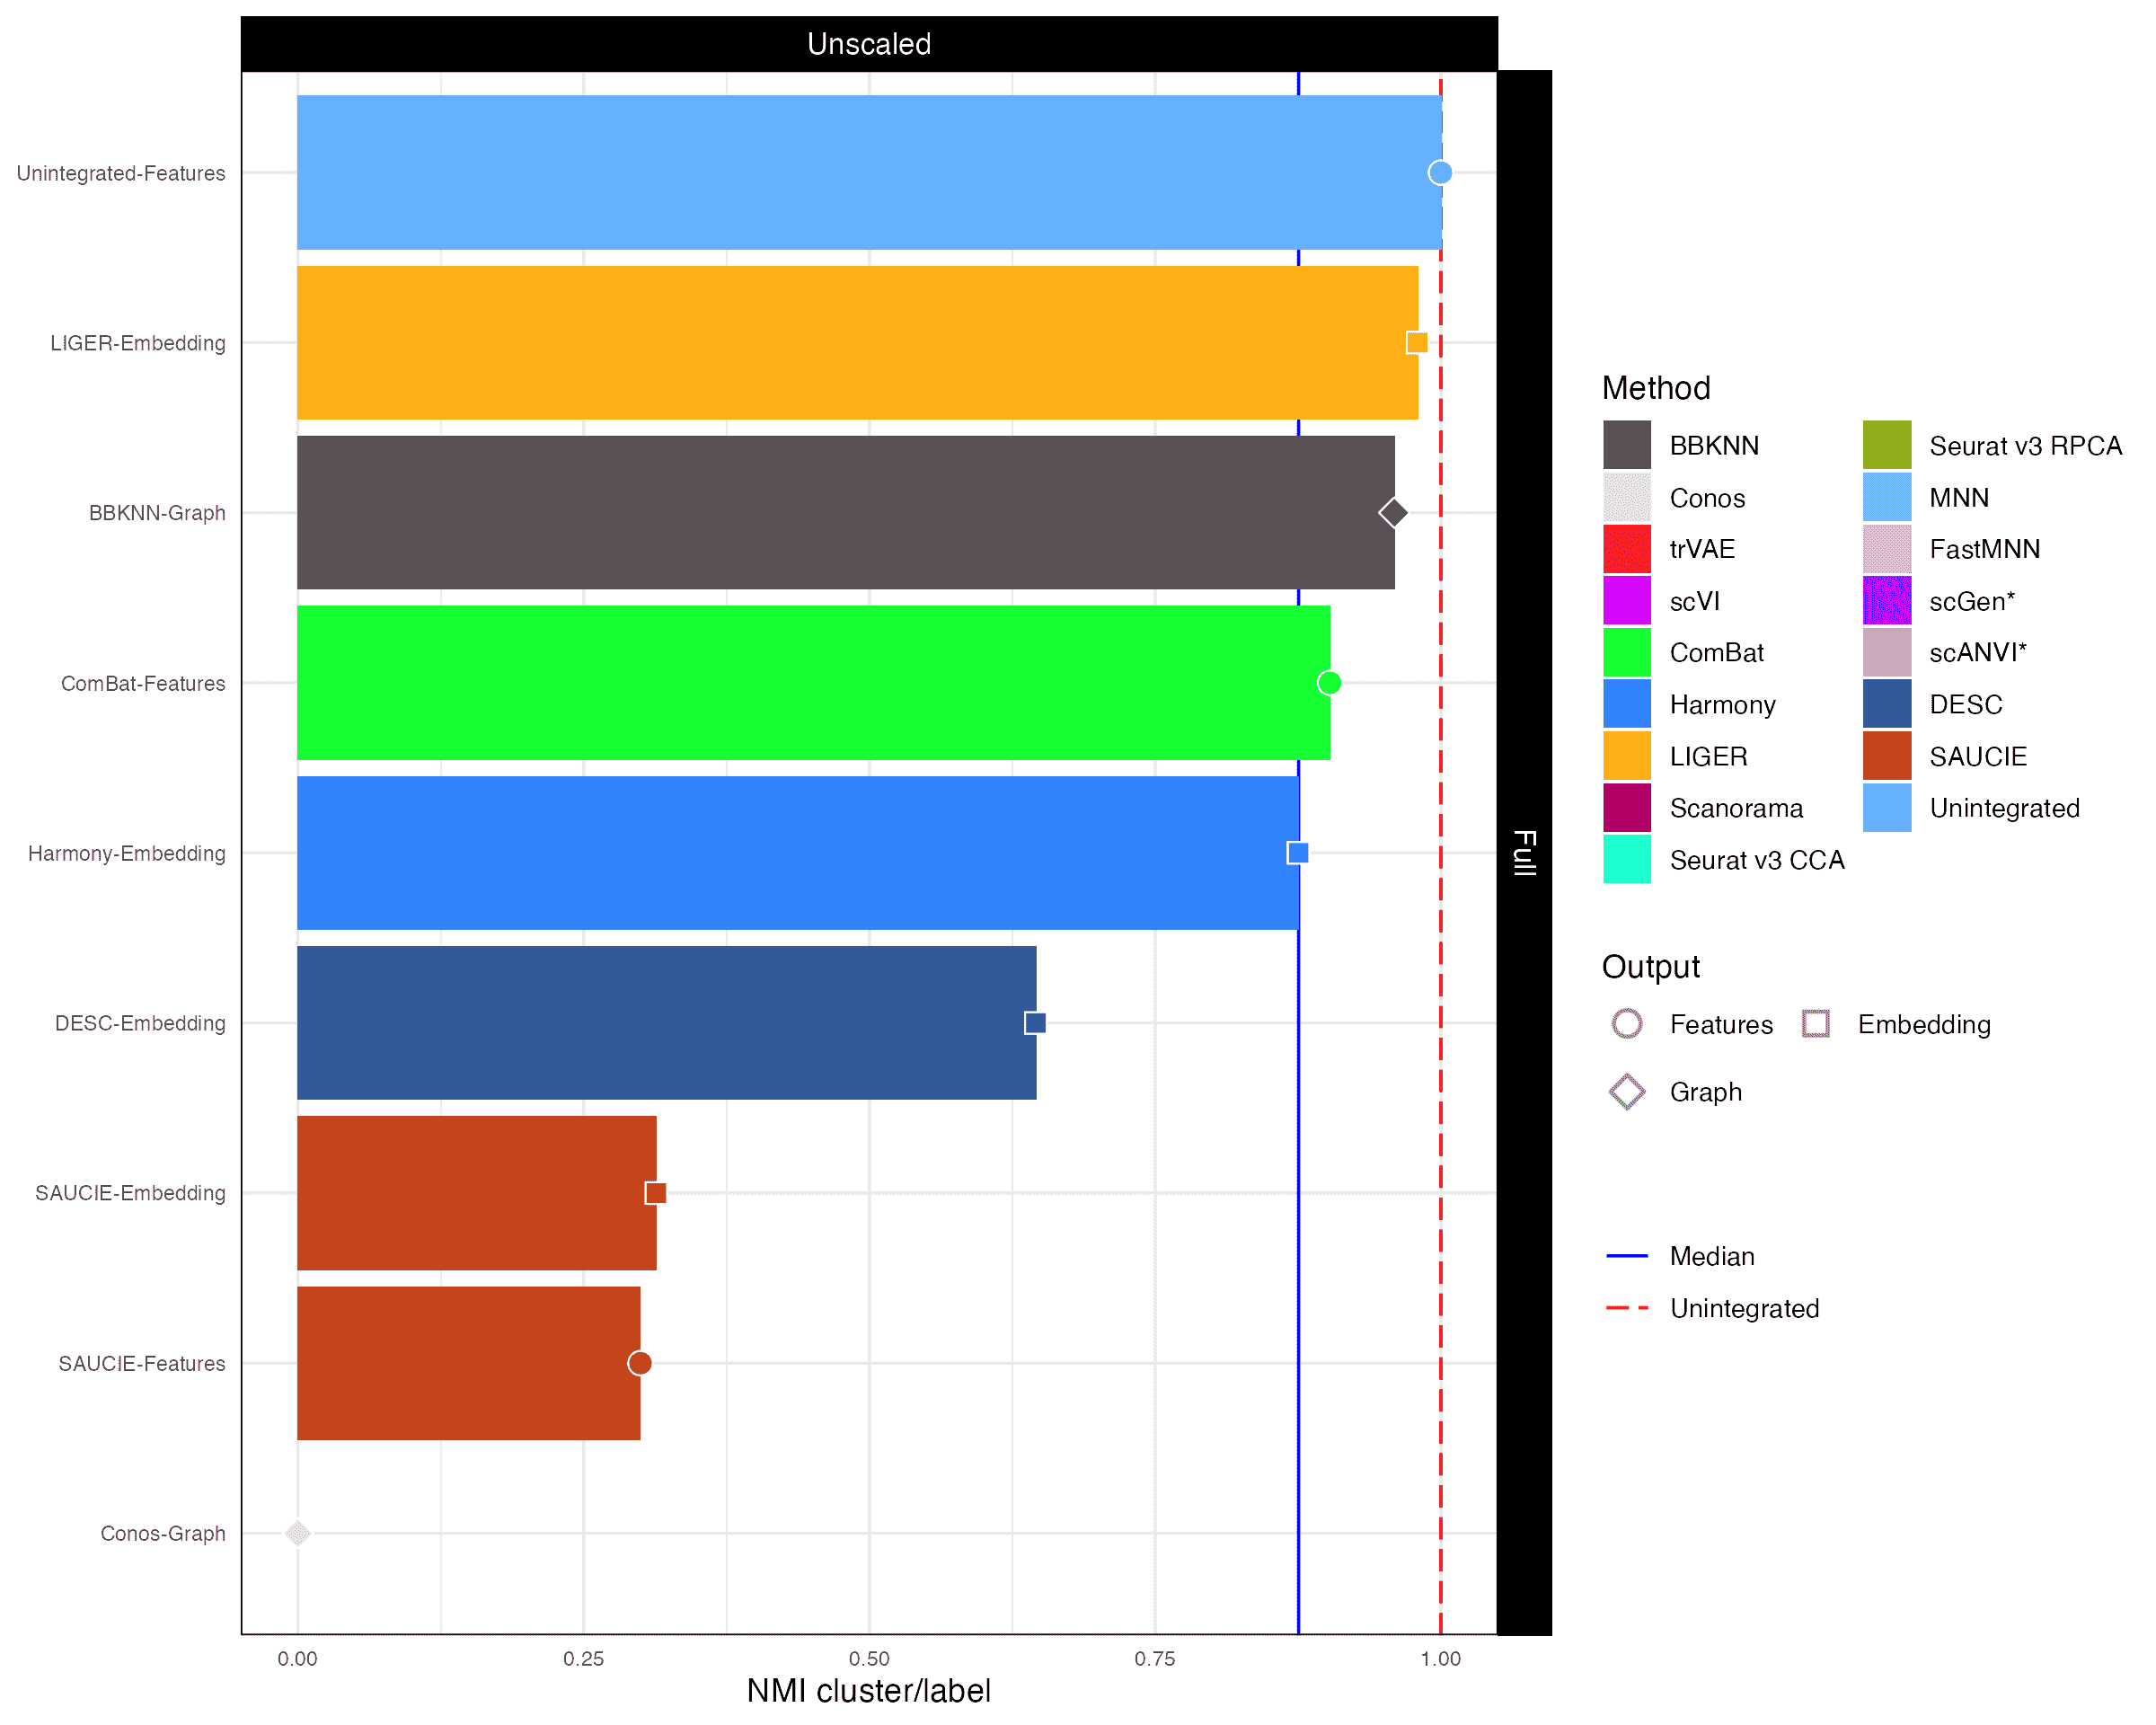 Unscaled
Unintegrated-Features
LIGER-Embedding
BBKNN-Graph
ComBat-Features
Harmony-Embedding
DESC-Embedding
SAUCIE-Embedding
SAUCIE-Features
Conos-Graph
0.00 0.25 0.50 0.75 1.00
NMI cluster/label
Full
Method
BBKNN
Conos
trVAE
scVI
ComBat
Harmony
LIGER
Scanorama
Seurat v3 CCA
Seurat v3 RPCA
MNN
FastMNN
scGen*
scANVI*
DESC
SAUCIE
Unintegrated
Output
Features Embedding
Graph
Median
Unintegrated